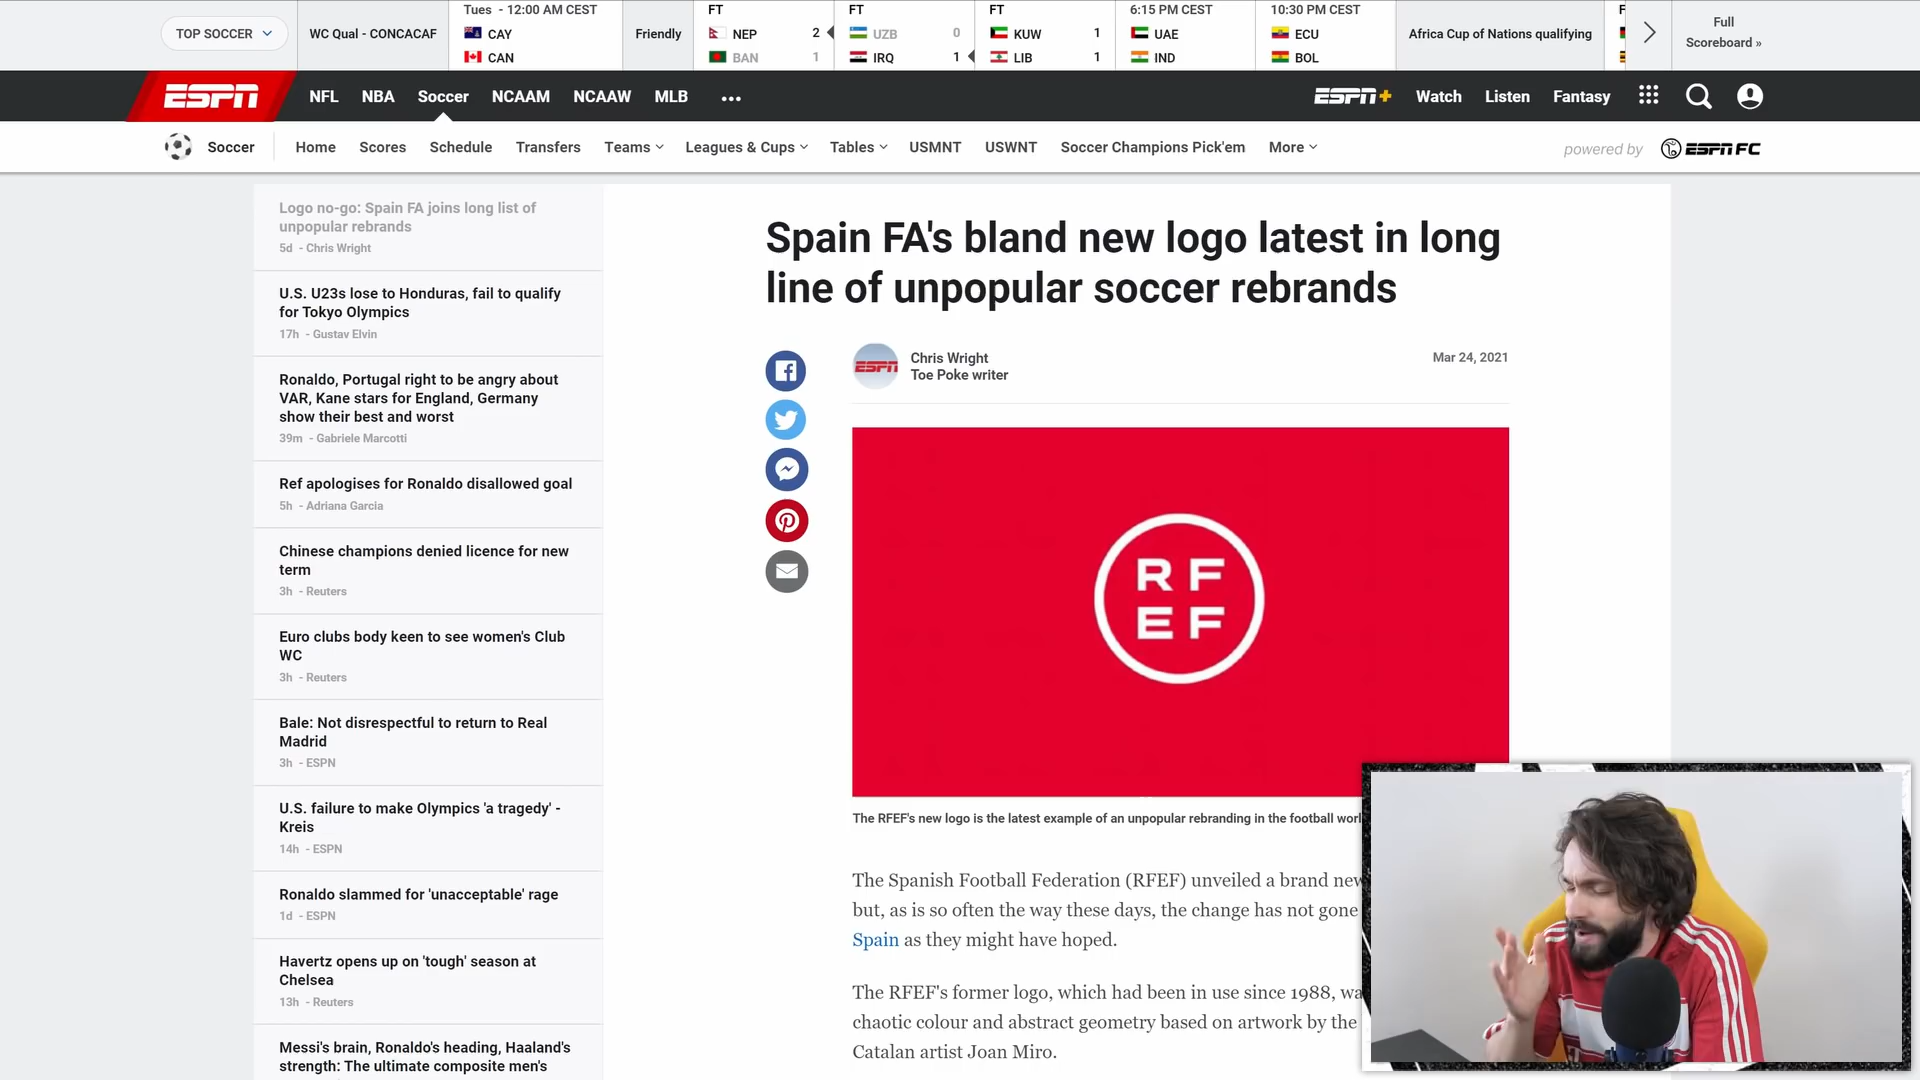 TOP SOCCER
WC Qual - CONCACAF
Tues - 12:00 AM CEST
CAY
CAN
Friendly
FT
NEP 2
BAN 1
FT
UZB 0
IRQ 1
FT
KUW 1
LIB 1
6:15 PM CEST
UAE
IND
10:30 PM CEST
ECU
BOL
Africa Cup of Nations qualifying
F
Full
Scoreboard »
ESPN NFL NBA Soccer NCAAM NCAAW MLB ... ESPN+ Watch Listen Fantasy
Soccer Home Scores Schedule Transfers Teams Leagues & Cups Tables USMNT USWNT Soccer Champions Pick'em More powered by ESPN FC
Logo no-go: Spain FA joins long list of
unpopular rebrands
5d - Chris Wright
U.S. U23s lose to Honduras, fail to qualify
for Tokyo Olympics
17h - Gustav Elvin
Ronaldo, Portugal right to be angry about
VAR, Kane stars for England, Germany
show their best and worst
39m - Gabriele Marcotti
Ref apologises for Ronaldo disallowed goal
5h - Adriana Garcia
Chinese champions denied licence for new
term
3h - Reuters
Euro clubs body keen to see women's Club
WC
3h - Reuters
Bale: Not disrespectful to return to Real
Madrid
3h - ESPN
U.S. failure to make Olympics 'a tragedy' -
Kreis
14h - ESPN
Ronaldo slammed for 'unacceptable' rage
1d - ESPN
Havertz opens up on 'tough' season at
Chelsea
13h - Reuters
Messi's brain, Ronaldo's heading, Haaland's
strength: The ultimate composite men's
Spain FA's bland new logo latest in long
line of unpopular soccer rebrands
ESPN
Chris Wright
Toe Poke writer
Mar 24, 2021
R F
E F
The RFEF's new logo is the latest example of an unpopular rebranding in the football worl
The Spanish Football Federation (RFEF) unveiled a brand new
but, as is so often the way these days, the change has not gone
Spain as they might have hoped.
The RFEF's former logo, which had been in use since 1988, wa
chaotic colour and abstract geometry based on artwork by the
Catalan artist Joan Miro.